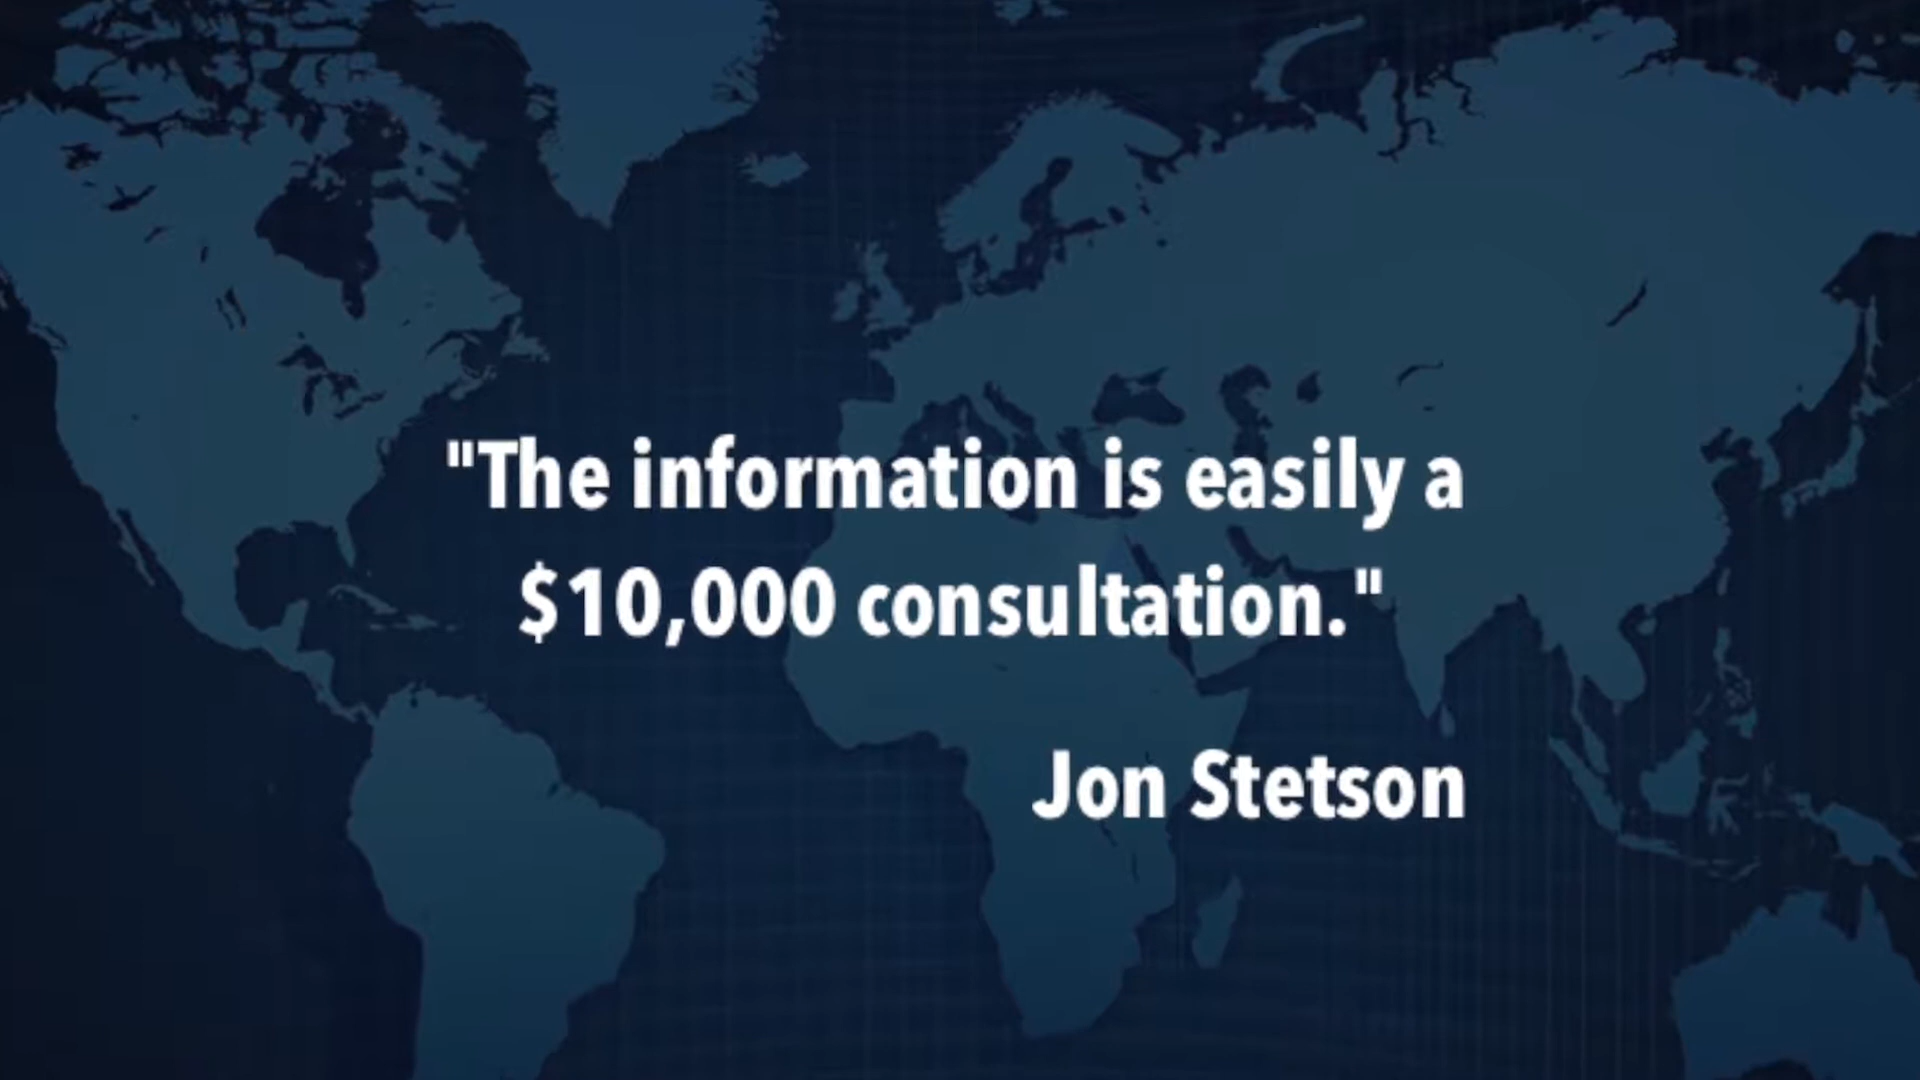 "The information is easily a
$10,000 consultation."
Jon Stetson